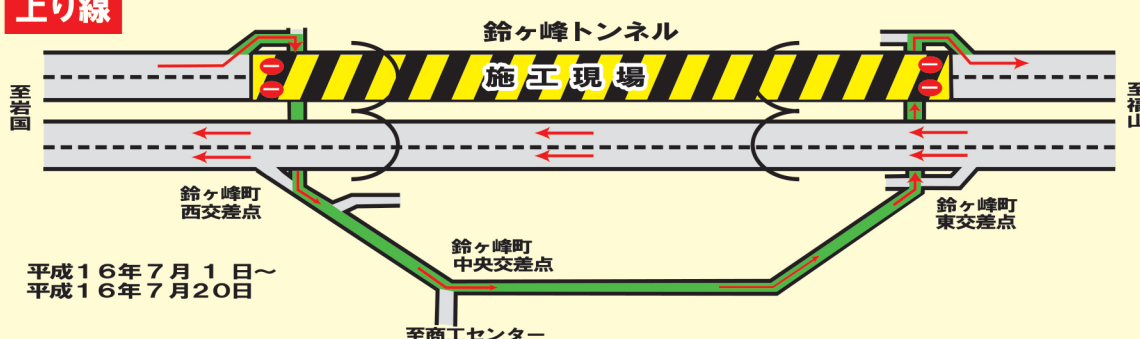 上り線
鈴ヶ峰トンネル
施工現場
至岩国
至福山
鈴ヶ峰町
西交差点
鈴ヶ峰町
東交差点
鈴ヶ峰町
中央交差点
平成16年7月1日~
平成16年7月20日
至商工センター